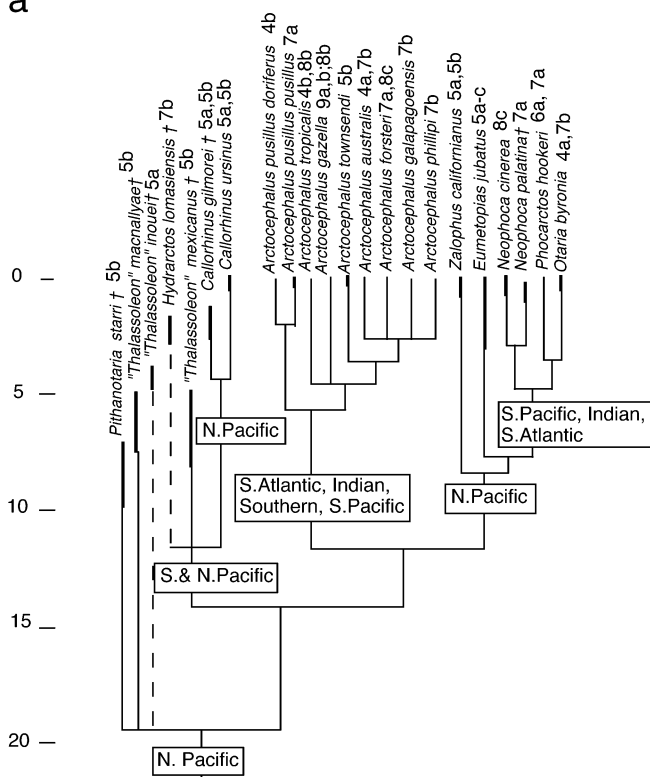 a
Pithanotaria starri † 5b
"Thalassoleon" macnallyae† 5b
"Thalassoleon" inouei† 5a
Hydrarctos lomasiensis † 7b
"Thalassoleon" mexicanus † 5b
Callorhinus gilmorei † 5a,5b
Callorhinus ursinus 5a,5b
Arctocephalus pusillus doriferus 4b
Arctocephalus pusillus pusillus 7a
Arctocephalus tropicalis 4b,8b
Arctocephalus gazella 9a,b;8b
Arctocephalus townsendi 5b
Arctocephalus australis 4a,7b
Arctocephalus forsteri 7a,8c
Arctocephalus galapagoensis 7b
Arctocephalus phillipi 7b
Zalophus californianus 5a,5b
Eumetopias jubatus 5a-c
Neophoca cinerea 8c
Neophoca palatina† 7a
Phocarctos hookeri 6a, 7a
Otaria byronia 4a,7b
0
5
10
15
20
N.Pacific
S.Pacific, Indian,
S.Atlantic
S.Atlantic, Indian,
Southern, S.Pacific
N.Pacific
S.& N.Pacific
N. Pacific